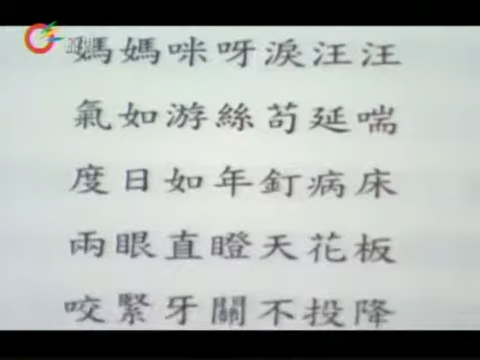 媽媽咪呀淚汪汪
氣如游絲苟延喘
度日如年釘病床
兩眼直瞪天花板
咬緊牙關不投降